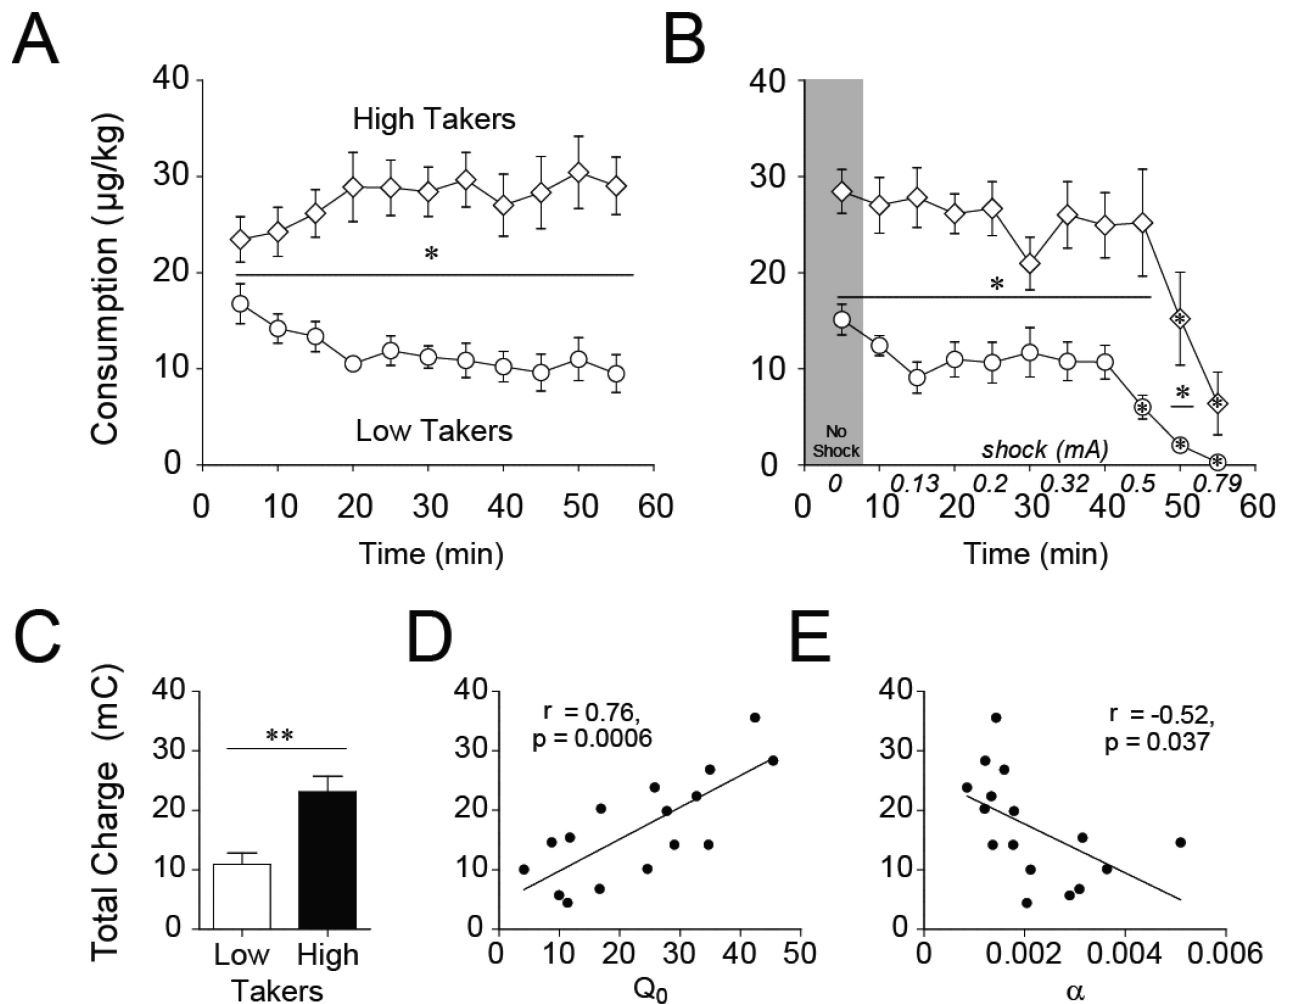 A
B
Consumption (µg/kg)
40
30
20
10
0
High Takers
*
Low Takers
0 10 20 30 40 50 60
Time (min)
40
30
20
10
0
*
*
* * * * *
No
Shock
shock (mA)
0 0.13 0.2 0.32 0.5 0.79
0 10 20 30 40 50 60
Time (min)
C
D
E
Total Charge (mC)
40
30
20
10
0
**
Low High
Takers
40
30
20
10
0
r = 0.76,
p = 0.0006
0 10 20 30 40 50
Q0
40
30
20
10
0
r = -0.52,
p = 0.037
0 0.002 0.004 0.006
α